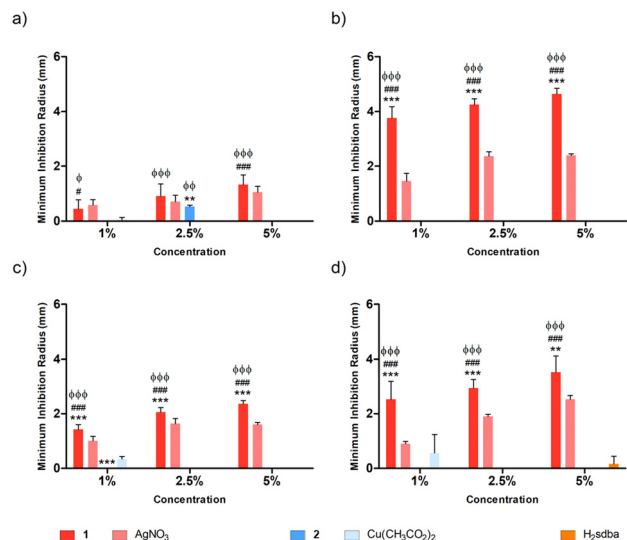 a)
Minimum Inhibition Radius (mm)
6
4
2
0
ϕ
#
ϕϕϕ
ϕϕ
**
ϕϕϕ
###
1%
2.5%
5%
Concentration
b)
Minimum Inhibition Radius (mm)
6
4
2
0
ϕϕϕ
###
***
ϕϕϕ
###
***
ϕϕϕ
###
***
1%
2.5%
5%
Concentration
c)
Minimum Inhibition Radius (mm)
6
4
2
0
ϕϕϕ
###
***
***
ϕϕϕ
###
***
ϕϕϕ
###
***
1%
2.5%
5%
Concentration
d)
Minimum Inhibition Radius (mm)
6
4
2
0
ϕϕϕ
###
***
ϕϕϕ
###
***
ϕϕϕ
###
**
1%
2.5%
5%
Concentration
1 AgNO₃ 2 Cu(CH₃CO₂)₂ H₂sdba